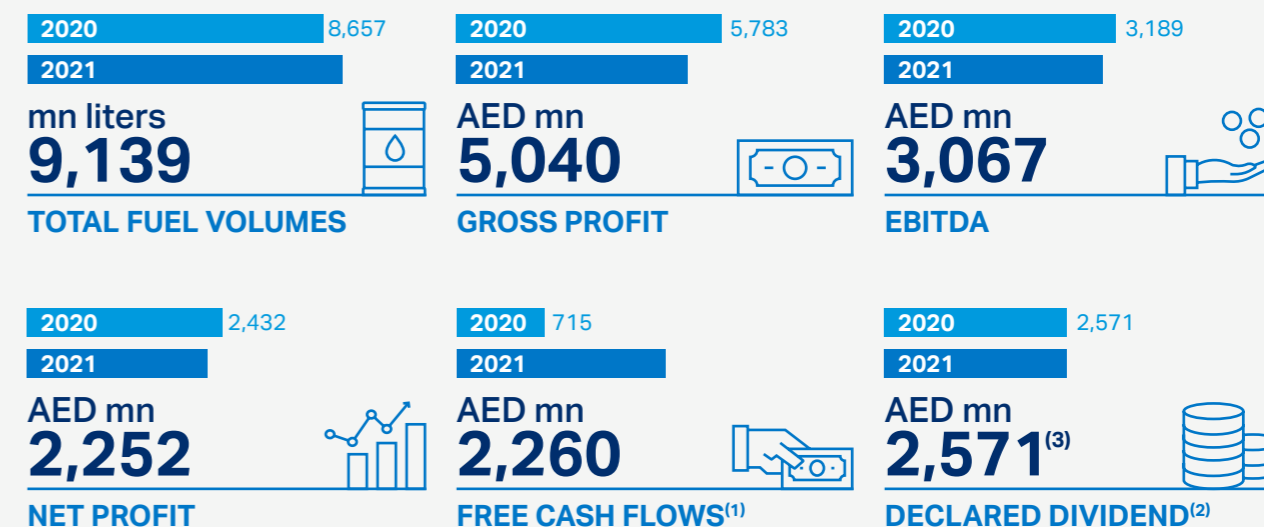 2020 8,657
2021
mn liters
9,139
TOTAL FUEL VOLUMES
2020 5,783
2021
AED mn
5,040
GROSS PROFIT
2020 3,189
2021
AED mn
3,067
EBITDA
2020 2,432
2021
AED mn
2,252
NET PROFIT
2020 715
2021
AED mn
2,260
FREE CASH FLOWS(1)
2020 2,571
2021
AED mn
2,571(3)
DECLARED DIVIDEND(2)